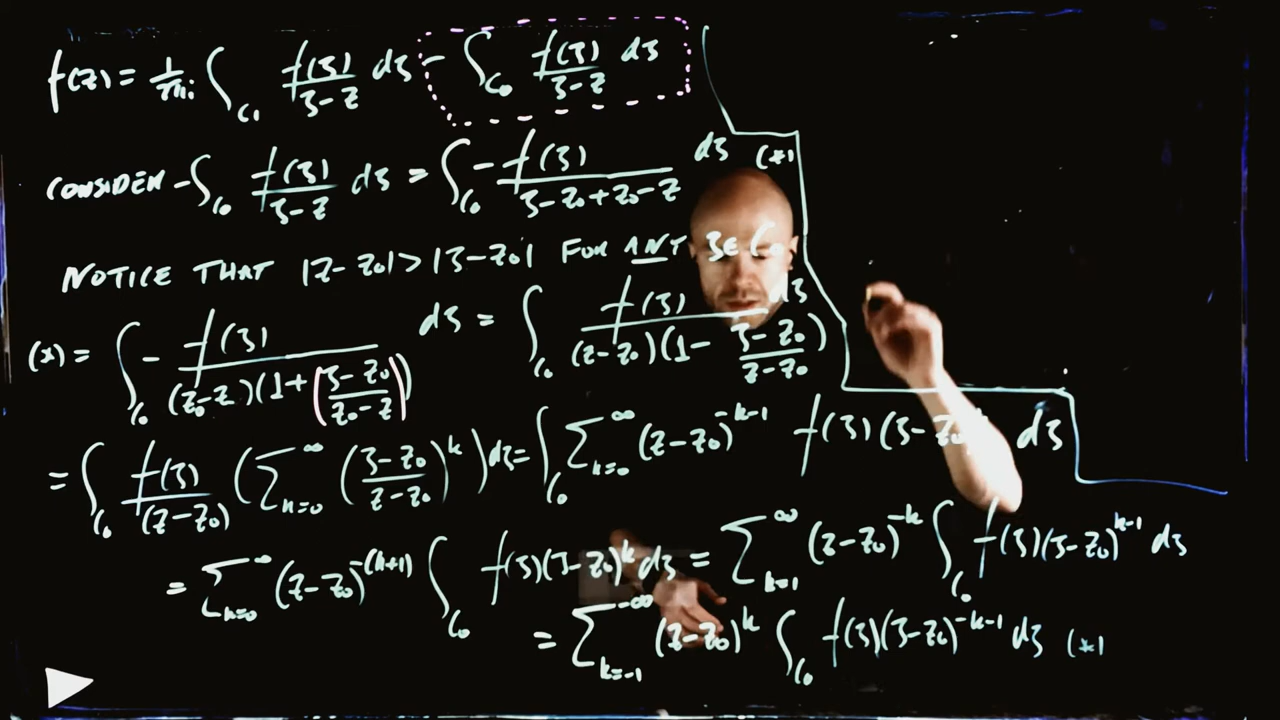 f(z) = 1/2πi ∫_{C₁} f(ζ)/(ζ-z) dζ - ∫_{C₀} f(ζ)/(ζ-z) dζ
CONSIDER -∫_{C₀} f(ζ)/(ζ-z) dζ = ∫_{C₀} -f(ζ)/(ζ-z₀+z₀-z) dζ (*)
NOTICE THAT |z-z₀| > |ζ-z₀| FOR ANY ζ ∈ C₀
(*) = ∫_{C₀} - f(ζ)/((z₀-z)(1+(ζ-z₀)/(z₀-z))) dζ = ∫_{C₀} f(ζ)/((z-z₀)(1-(ζ-z₀)/(z-z₀))) dζ
= ∫_{C₀} f(ζ)/(z-z₀) (∑_{k=0}^{∞} ((ζ-z₀)/(z-z₀))^k) dζ = ∫_{C₀} ∑_{k=0}^{∞} (z-z₀)^{-k-1} f(ζ)(ζ-z₀ dζ
= ∑_{k=0}^{∞} (z-z₀)^{-(k+1)} ∫_{C₀} f(ζ)(ζ-z₀)^k dζ = ∑_{k=1}^{∞} (z-z₀)^{-k} ∫_{C₀} f(ζ)(ζ-z₀)^{k-1} dζ
= ∑_{k=-1}^{-∞} (z-z₀)^k ∫_{C₀} f(ζ)(ζ-z₀)^{-k-1} dζ (*)